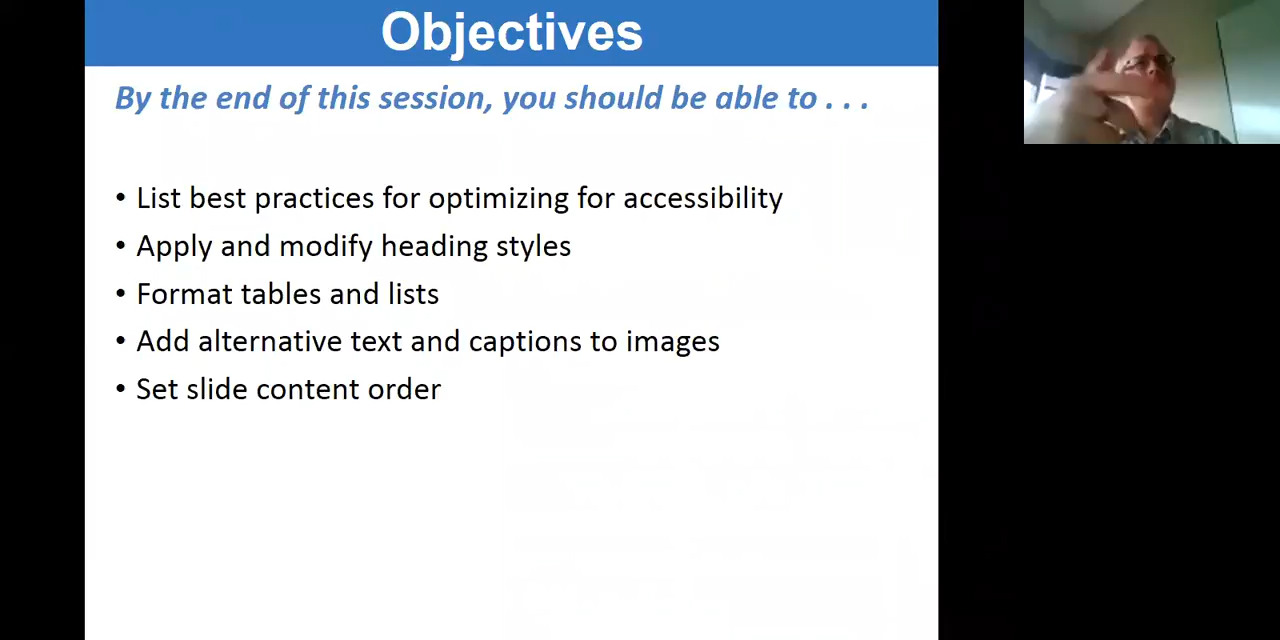 Objectives
By the end of this session, you should be able to . . .
• List best practices for optimizing for accessibility
• Apply and modify heading styles
• Format tables and lists
• Add alternative text and captions to images
• Set slide content order